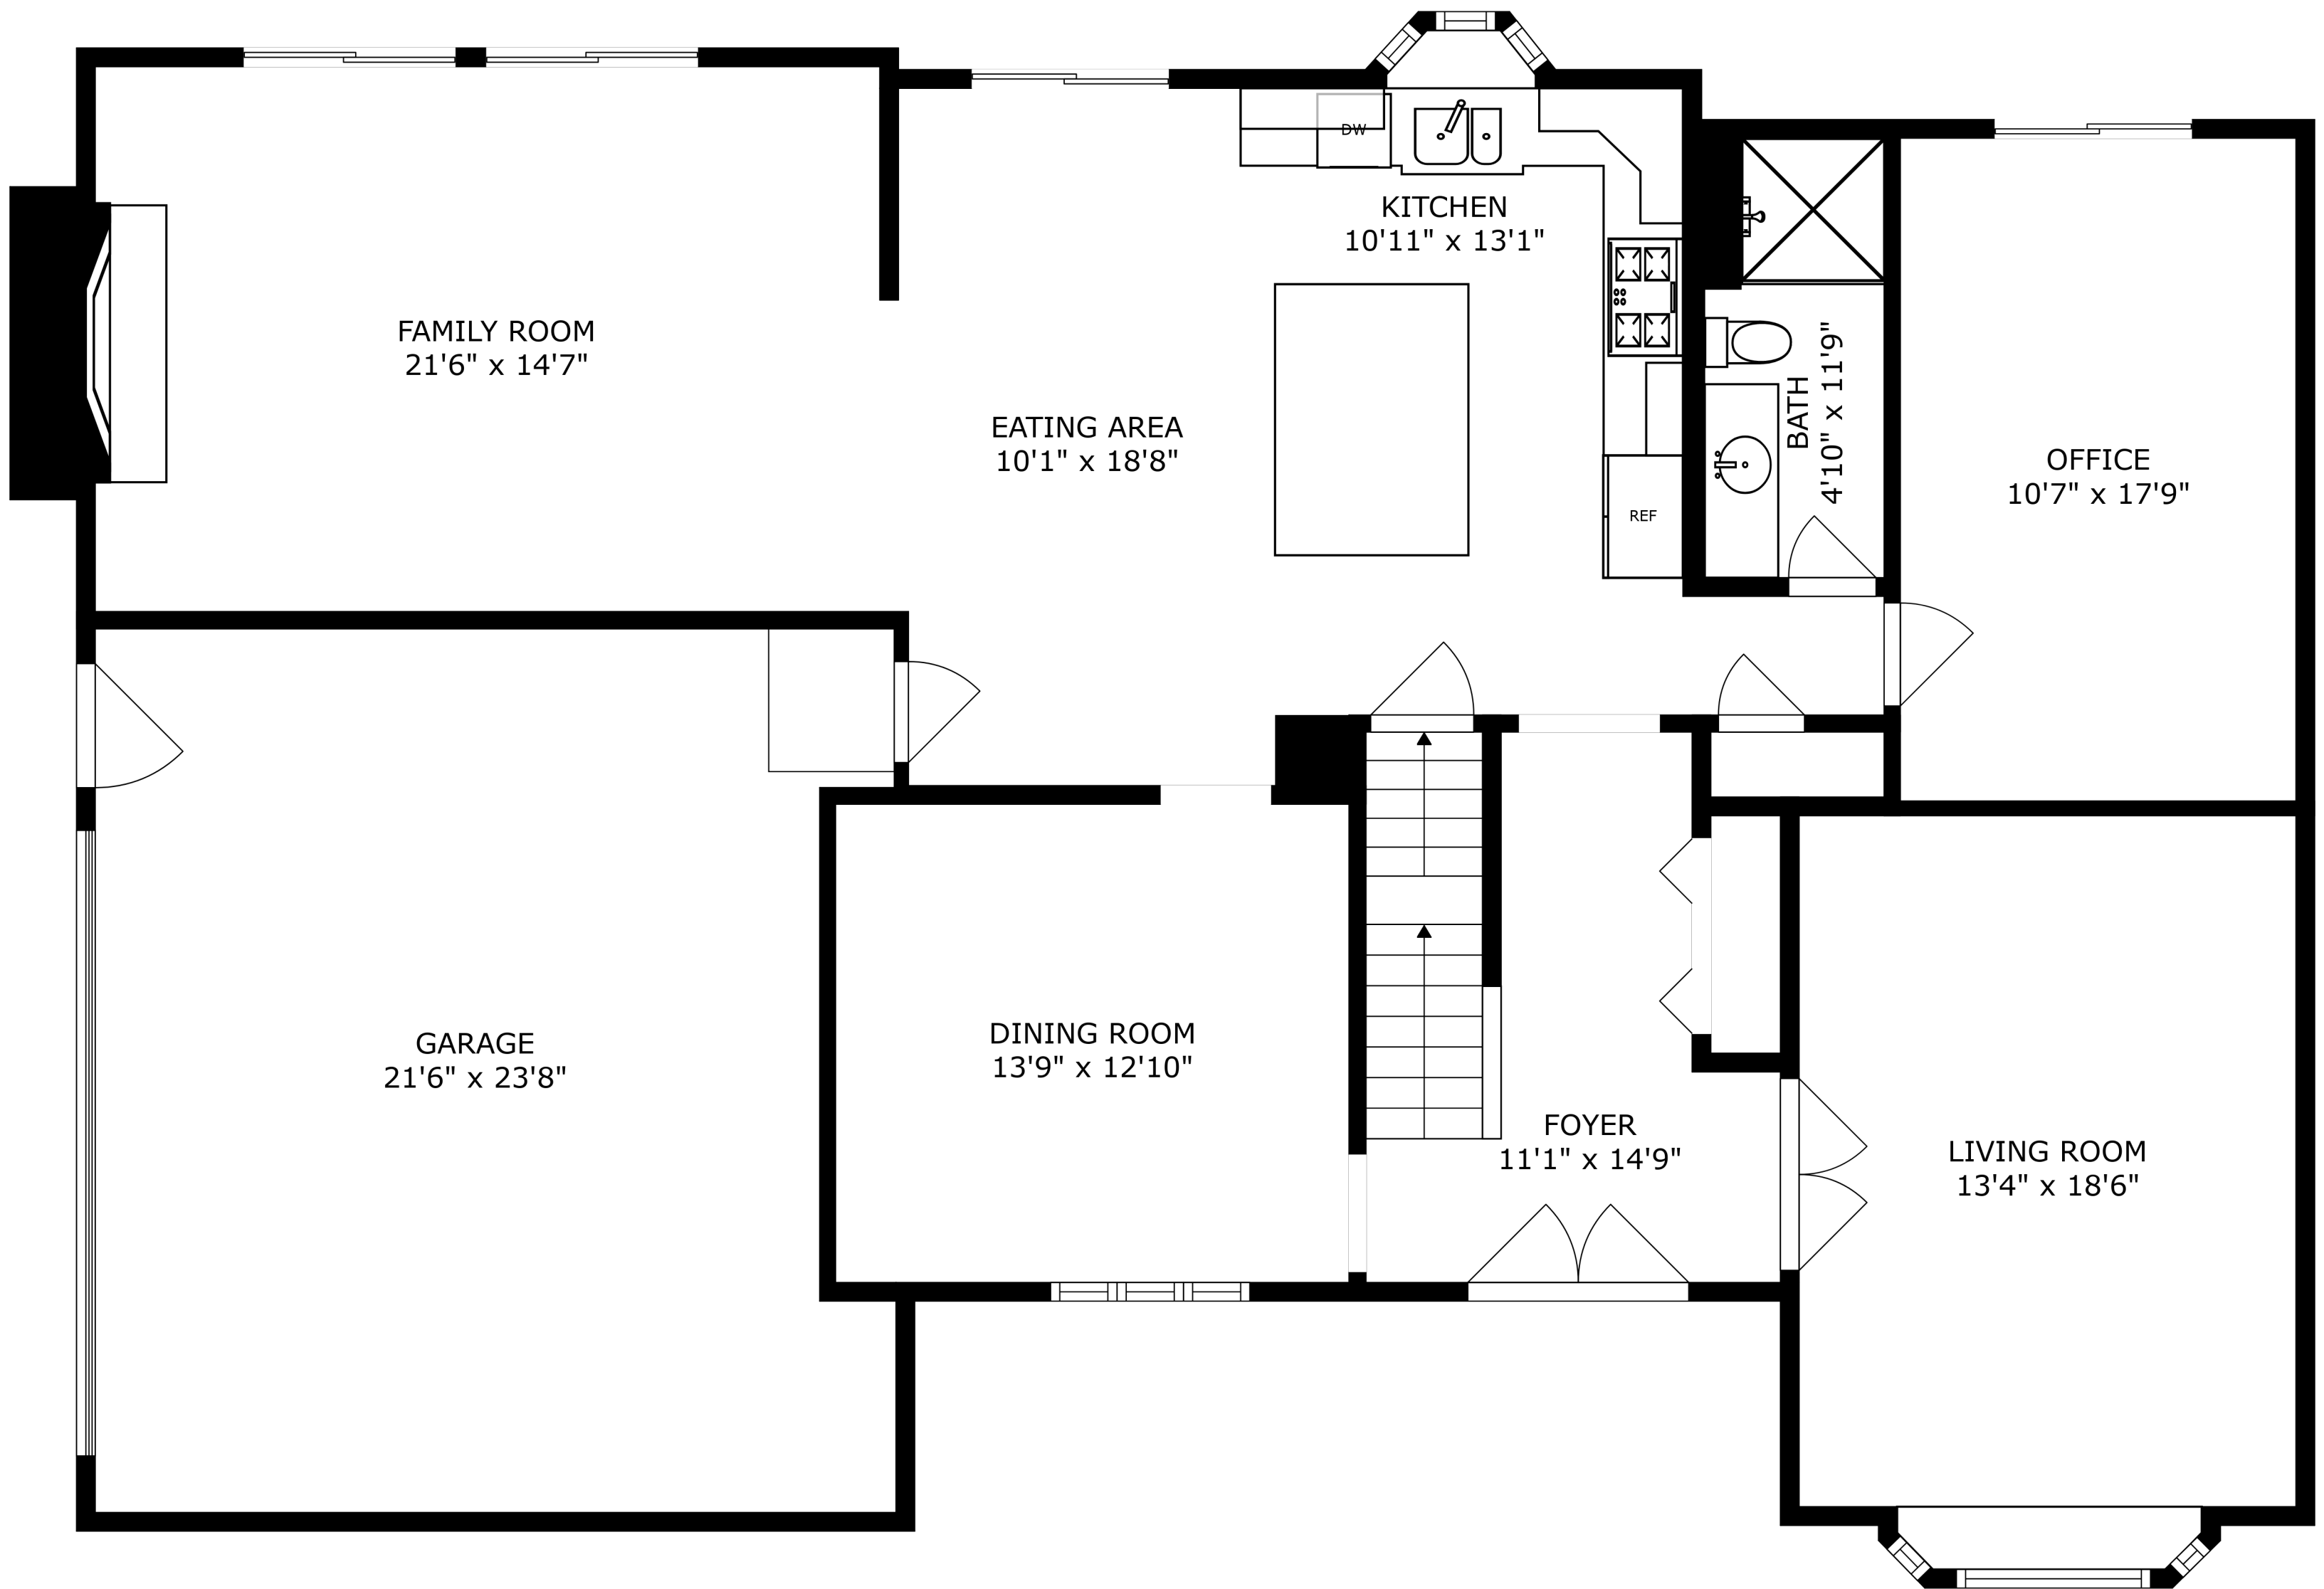 DW
KITCHEN
10'11" x 13'1"
FAMILY ROOM
21'6" x 14'7"
EATING AREA
10'1" x 18'8"
BATH
4'10" x 11'9"
OFFICE
10'7" x 17'9"
REF
GARAGE
21'6" x 23'8"
DINING ROOM
13'9" x 12'10"
FOYER
11'1" x 14'9"
LIVING ROOM
13'4" x 18'6"